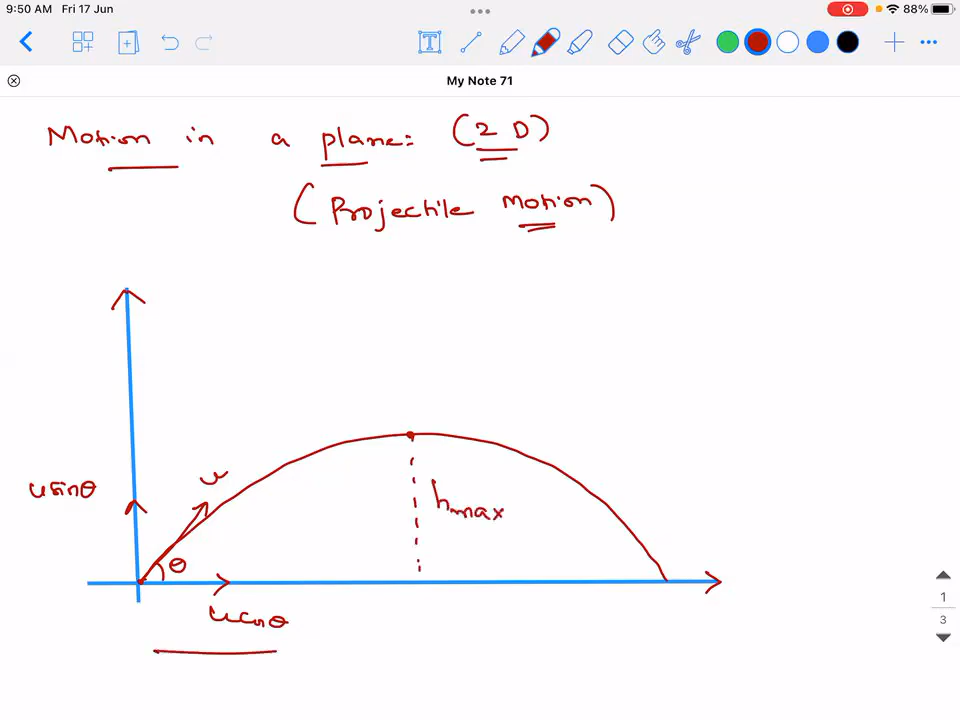 9:50 AM Fri 17 Jun
88%
My Note 71
Motion in a plane: (2 D)
(Projectile Motion)
u
usinθ
hmax
θ
ucosθ
1
3